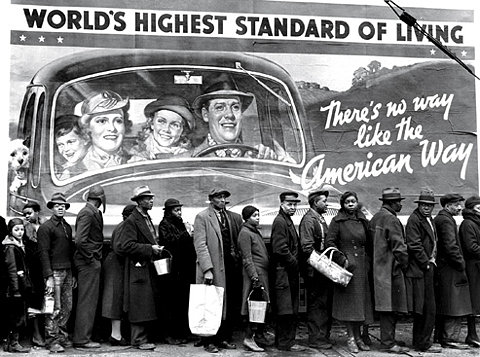 WORLD'S HIGHEST STANDARD OF LIVING
There's no way
like the
American Way